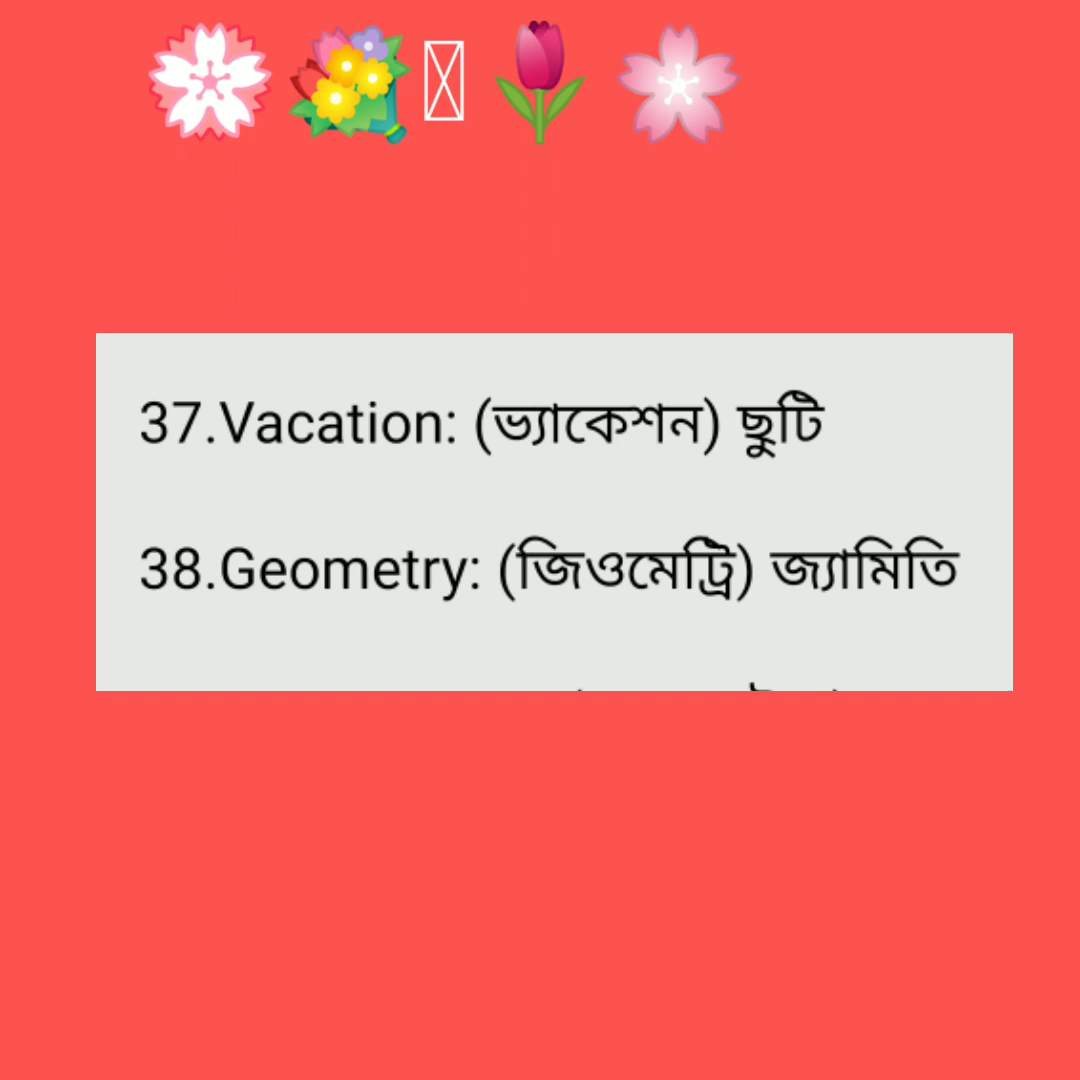 37.Vacation: (ভ্যাকেশন) ছুটি
38.Geometry: (জিওমেট্রি) জ্যামিতি